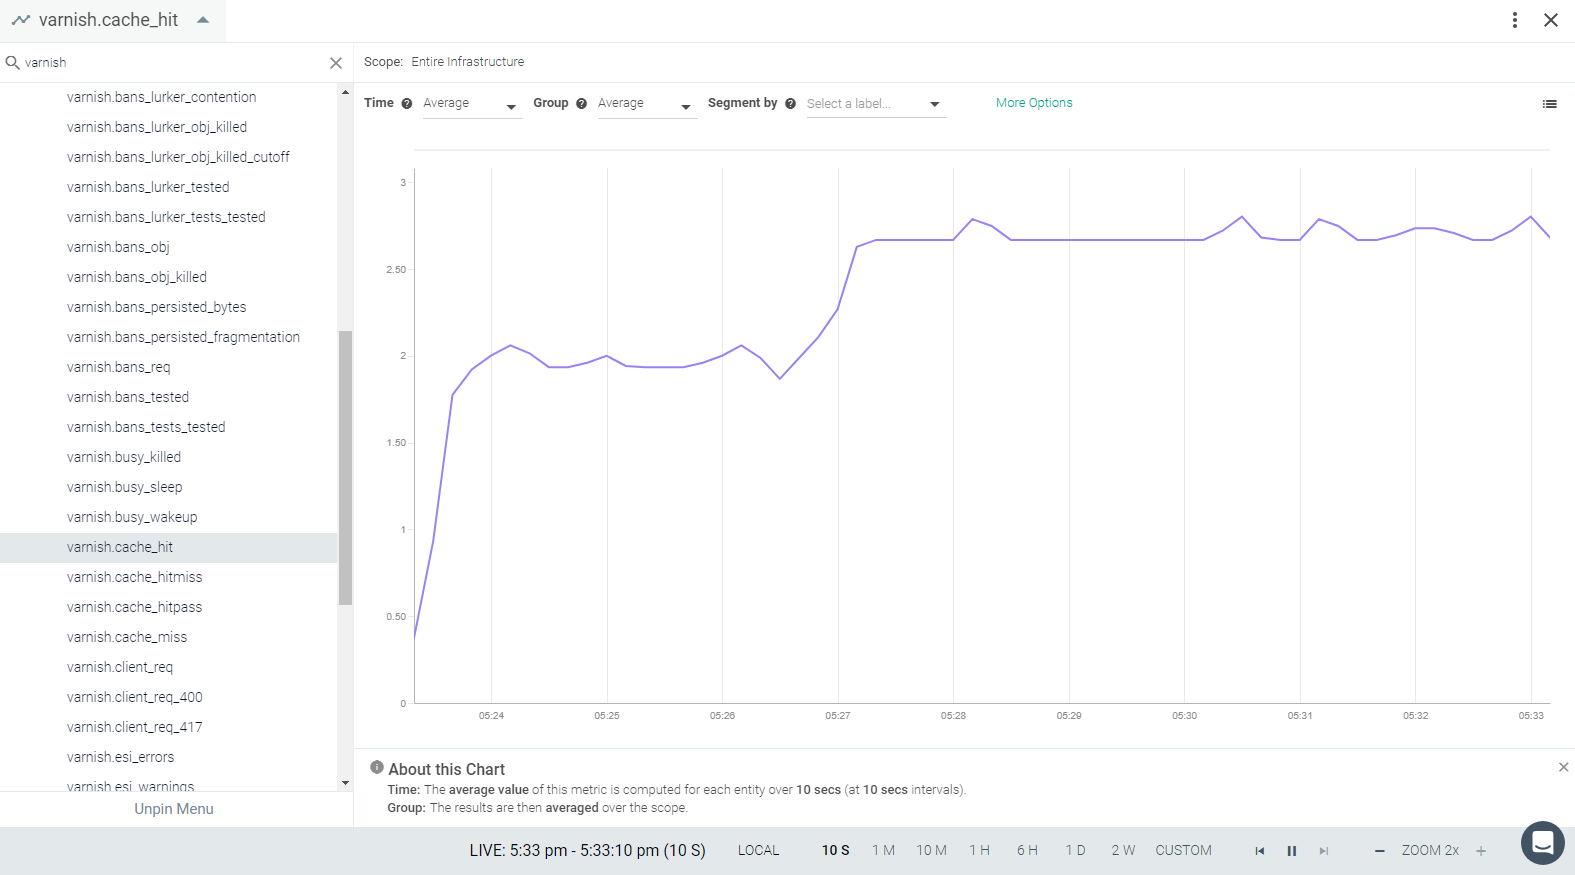 varnish.cache_hit
varnish
Scope: Entire Infrastructure
varnish.bans_lurker_contention
varnish.bans_lurker_obj_killed
varnish.bans_lurker_obj_killed_cutoff
varnish.bans_lurker_tested
varnish.bans_lurker_tests_tested
varnish.bans_obj
varnish.bans_obj_killed
varnish.bans_persisted_bytes
varnish.bans_persisted_fragmentation
varnish.bans_req
varnish.bans_tested
varnish.bans_tests_tested
varnish.busy_killed
varnish.busy_sleep
varnish.busy_wakeup
varnish.cache_hit
varnish.cache_hitmiss
varnish.cache_hitpass
varnish.cache_miss
varnish.client_req
varnish.client_req_400
varnish.client_req_417
varnish.esi_errors
varnish.esi_warnings
Unpin Menu
Time ? Average Group ? Average Segment by ? Select a label... More Options
3
2.50
2
1.50
1
0.50
0
05:24 05:25 05:26 05:27 05:28 05:29 05:30 05:31 05:32 05:33
About this Chart
Time: The average value of this metric is computed for each entity over 10 secs (at 10 secs intervals).
Group: The results are then averaged over the scope.
LIVE: 5:33 pm - 5:33:10 pm (10 S) LOCAL 10 S 1 M 10 M 1 H 6 H 1 D 2 W CUSTOM ZOOM 2x